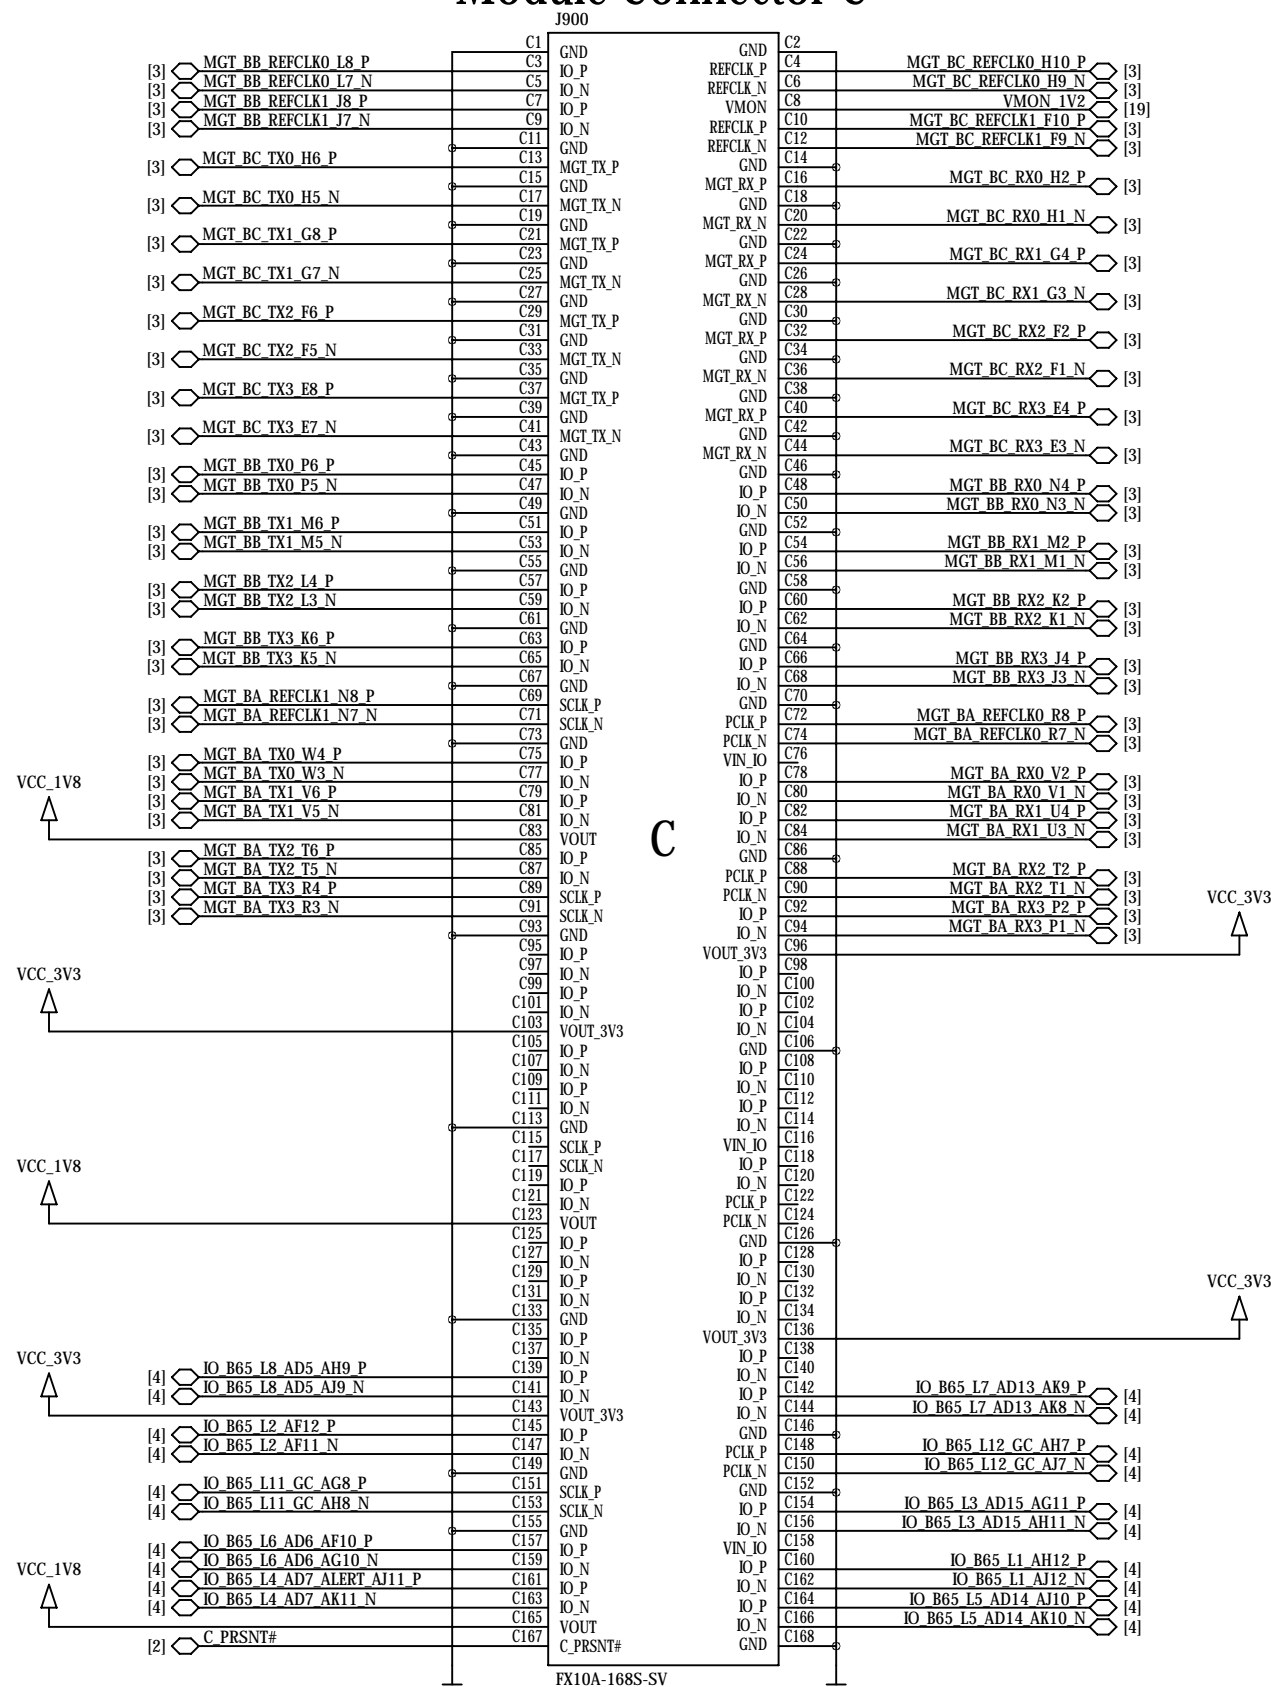 J900
C1 GND GND C2
[3] MGT_BB_REFCLK0_L8_P C3 IO_P REFCLK_P C4 MGT_BC_REFCLK0_H10_P [3]
[3] MGT_BB_REFCLK0_L7_N C5 IO_N REFCLK_N C6 MGT_BC_REFCLK0_H9_N [3]
[3] MGT_BB_REFCLK1_J8_P C7 IO_P VMON C8 VMON_1V2 [19]
[3] MGT_BB_REFCLK1_J7_N C9 IO_N REFCLK_P C10 MGT_BC_REFCLK1_F10_P [3]
C11 GND REFCLK_N C12 MGT_BC_REFCLK1_F9_N [3]
[3] MGT_BC_TX0_H6_P C13 MGT_TX_P GND C14
C15 GND MGT_RX_P C16 MGT_BC_RX0_H2_P [3]
[3] MGT_BC_TX0_H5_N C17 MGT_TX_N GND C18
C19 GND MGT_RX_N C20 MGT_BC_RX0_H1_N [3]
[3] MGT_BC_TX1_G8_P C21 MGT_TX_P GND C22
C23 GND MGT_RX_P C24 MGT_BC_RX1_G4_P [3]
[3] MGT_BC_TX1_G7_N C25 MGT_TX_N GND C26
C27 GND MGT_RX_N C28 MGT_BC_RX1_G3_N [3]
[3] MGT_BC_TX2_F6_P C29 MGT_TX_P GND C30
C31 GND MGT_RX_P C32 MGT_BC_RX2_F2_P [3]
[3] MGT_BC_TX2_F5_N C33 MGT_TX_N GND C34
C35 GND MGT_RX_N C36 MGT_BC_RX2_F1_N [3]
[3] MGT_BC_TX3_E8_P C37 MGT_TX_P GND C38
C39 GND MGT_RX_P C40 MGT_BC_RX3_E4_P [3]
[3] MGT_BC_TX3_E7_N C41 MGT_TX_N GND C42
C43 GND MGT_RX_N C44 MGT_BC_RX3_E3_N [3]
[3] MGT_BB_TX0_P6_P C45 IO_P GND C46
[3] MGT_BB_TX0_P5_N C47 IO_N IO_P C48 MGT_BB_RX0_N4_P [3]
C49 GND IO_N C50 MGT_BB_RX0_N3_N [3]
[3] MGT_BB_TX1_M6_P C51 IO_P GND C52
[3] MGT_BB_TX1_M5_N C53 IO_N IO_P C54 MGT_BB_RX1_M2_P [3]
C55 GND IO_N C56 MGT_BB_RX1_M1_N [3]
[3] MGT_BB_TX2_L4_P C57 IO_P GND C58
[3] MGT_BB_TX2_L3_N C59 IO_N IO_P C60 MGT_BB_RX2_K2_P [3]
C61 GND IO_N C62 MGT_BB_RX2_K1_N [3]
[3] MGT_BB_TX3_K6_P C63 IO_P GND C64
[3] MGT_BB_TX3_K5_N C65 IO_N IO_P C66 MGT_BB_RX3_J4_P [3]
C67 GND IO_N C68 MGT_BB_RX3_J3_N [3]
[3] MGT_BA_REFCLK1_N8_P C69 SCLK_P GND C70
[3] MGT_BA_REFCLK1_N7_N C71 SCLK_N PCLK_P C72 MGT_BA_REFCLK0_R8_P [3]
C73 GND PCLK_N C74 MGT_BA_REFCLK0_R7_N [3]
[3] MGT_BA_TX0_W4_P C75 IO_P VIN_IO C76
[3] MGT_BA_TX0_W3_N C77 IO_N IO_P C78 MGT_BA_RX0_V2_P [3]
[3] MGT_BA_TX1_V6_P C79 IO_P IO_N C80 MGT_BA_RX0_V1_N [3]
[3] MGT_BA_TX1_V5_N C81 IO_N IO_P C82 MGT_BA_RX1_U4_P [3]
VCC_1V8 C83 VOUT IO_N C84 MGT_BA_RX1_U3_N [3]
C
[3] MGT_BA_TX2_T6_P C85 IO_P GND C86
[3] MGT_BA_TX2_T5_N C87 IO_N PCLK_P C88 MGT_BA_RX2_T2_P [3]
[3] MGT_BA_TX3_R4_P C89 SCLK_P PCLK_N C90 MGT_BA_RX2_T1_N [3]
[3] MGT_BA_TX3_R3_N C91 SCLK_N IO_P C92 MGT_BA_RX3_P2_P [3]
C93 GND IO_N C94 MGT_BA_RX3_P1_N [3]
C95 IO_P VOUT_3V3 C96 VCC_3V3
C97 IO_N IO_P C98
C99 IO_P IO_N C100
C101 IO_N IO_P C102
VCC_3V3 C103 VOUT_3V3 IO_N C104
C105 IO_P GND C106
C107 IO_N IO_P C108
C109 IO_P IO_N C110
C111 IO_N IO_P C112
C113 GND IO_N C114
C115 SCLK_P VIN_IO C116
C117 SCLK_N IO_P C118
C119 IO_P IO_N C120
C121 IO_N PCLK_P C122
VCC_1V8 C123 VOUT PCLK_N C124
C125 IO_P GND C126
C127 IO_N IO_P C128
C129 IO_P IO_N C130
C131 IO_N IO_P C132
C133 GND IO_N C134
C135 IO_P VOUT_3V3 C136 VCC_3V3
C137 IO_N IO_P C138
[4] IO_B65_L8_AD5_AH9_P C139 IO_P IO_N C140
[4] IO_B65_L8_AD5_AJ9_N C141 IO_N IO_P C142 IO_B65_L7_AD13_AK9_P [4]
VCC_3V3 C143 VOUT_3V3 IO_N C144 IO_B65_L7_AD13_AK8_N [4]
[4] IO_B65_L2_AF12_P C145 IO_P GND C146
[4] IO_B65_L2_AF11_N C147 IO_N PCLK_P C148 IO_B65_L12_GC_AH7_P [4]
C149 GND PCLK_N C150 IO_B65_L12_GC_AJ7_N [4]
[4] IO_B65_L11_GC_AG8_P C151 SCLK_P GND C152
[4] IO_B65_L11_GC_AH8_N C153 SCLK_N IO_P C154 IO_B65_L3_AD15_AG11_P [4]
C155 GND IO_N C156 IO_B65_L3_AD15_AH11_N [4]
[4] IO_B65_L6_AD6_AF10_P C157 IO_P VIN_IO C158
[4] IO_B65_L6_AD6_AG10_N C159 IO_N IO_P C160 IO_B65_L1_AH12_P [4]
[4] IO_B65_L4_AD7_ALERT_AJ11_P C161 IO_P IO_N C162 IO_B65_L1_AJ12_N [4]
[4] IO_B65_L4_AD7_AK11_N C163 IO_N IO_P C164 IO_B65_L5_AD14_AJ10_P [4]
VCC_1V8 C165 VOUT IO_N C166 IO_B65_L5_AD14_AK10_N [4]
[2] C_PRSNT# C167 C_PRSNT# GND C168
FX10A-168S-SV